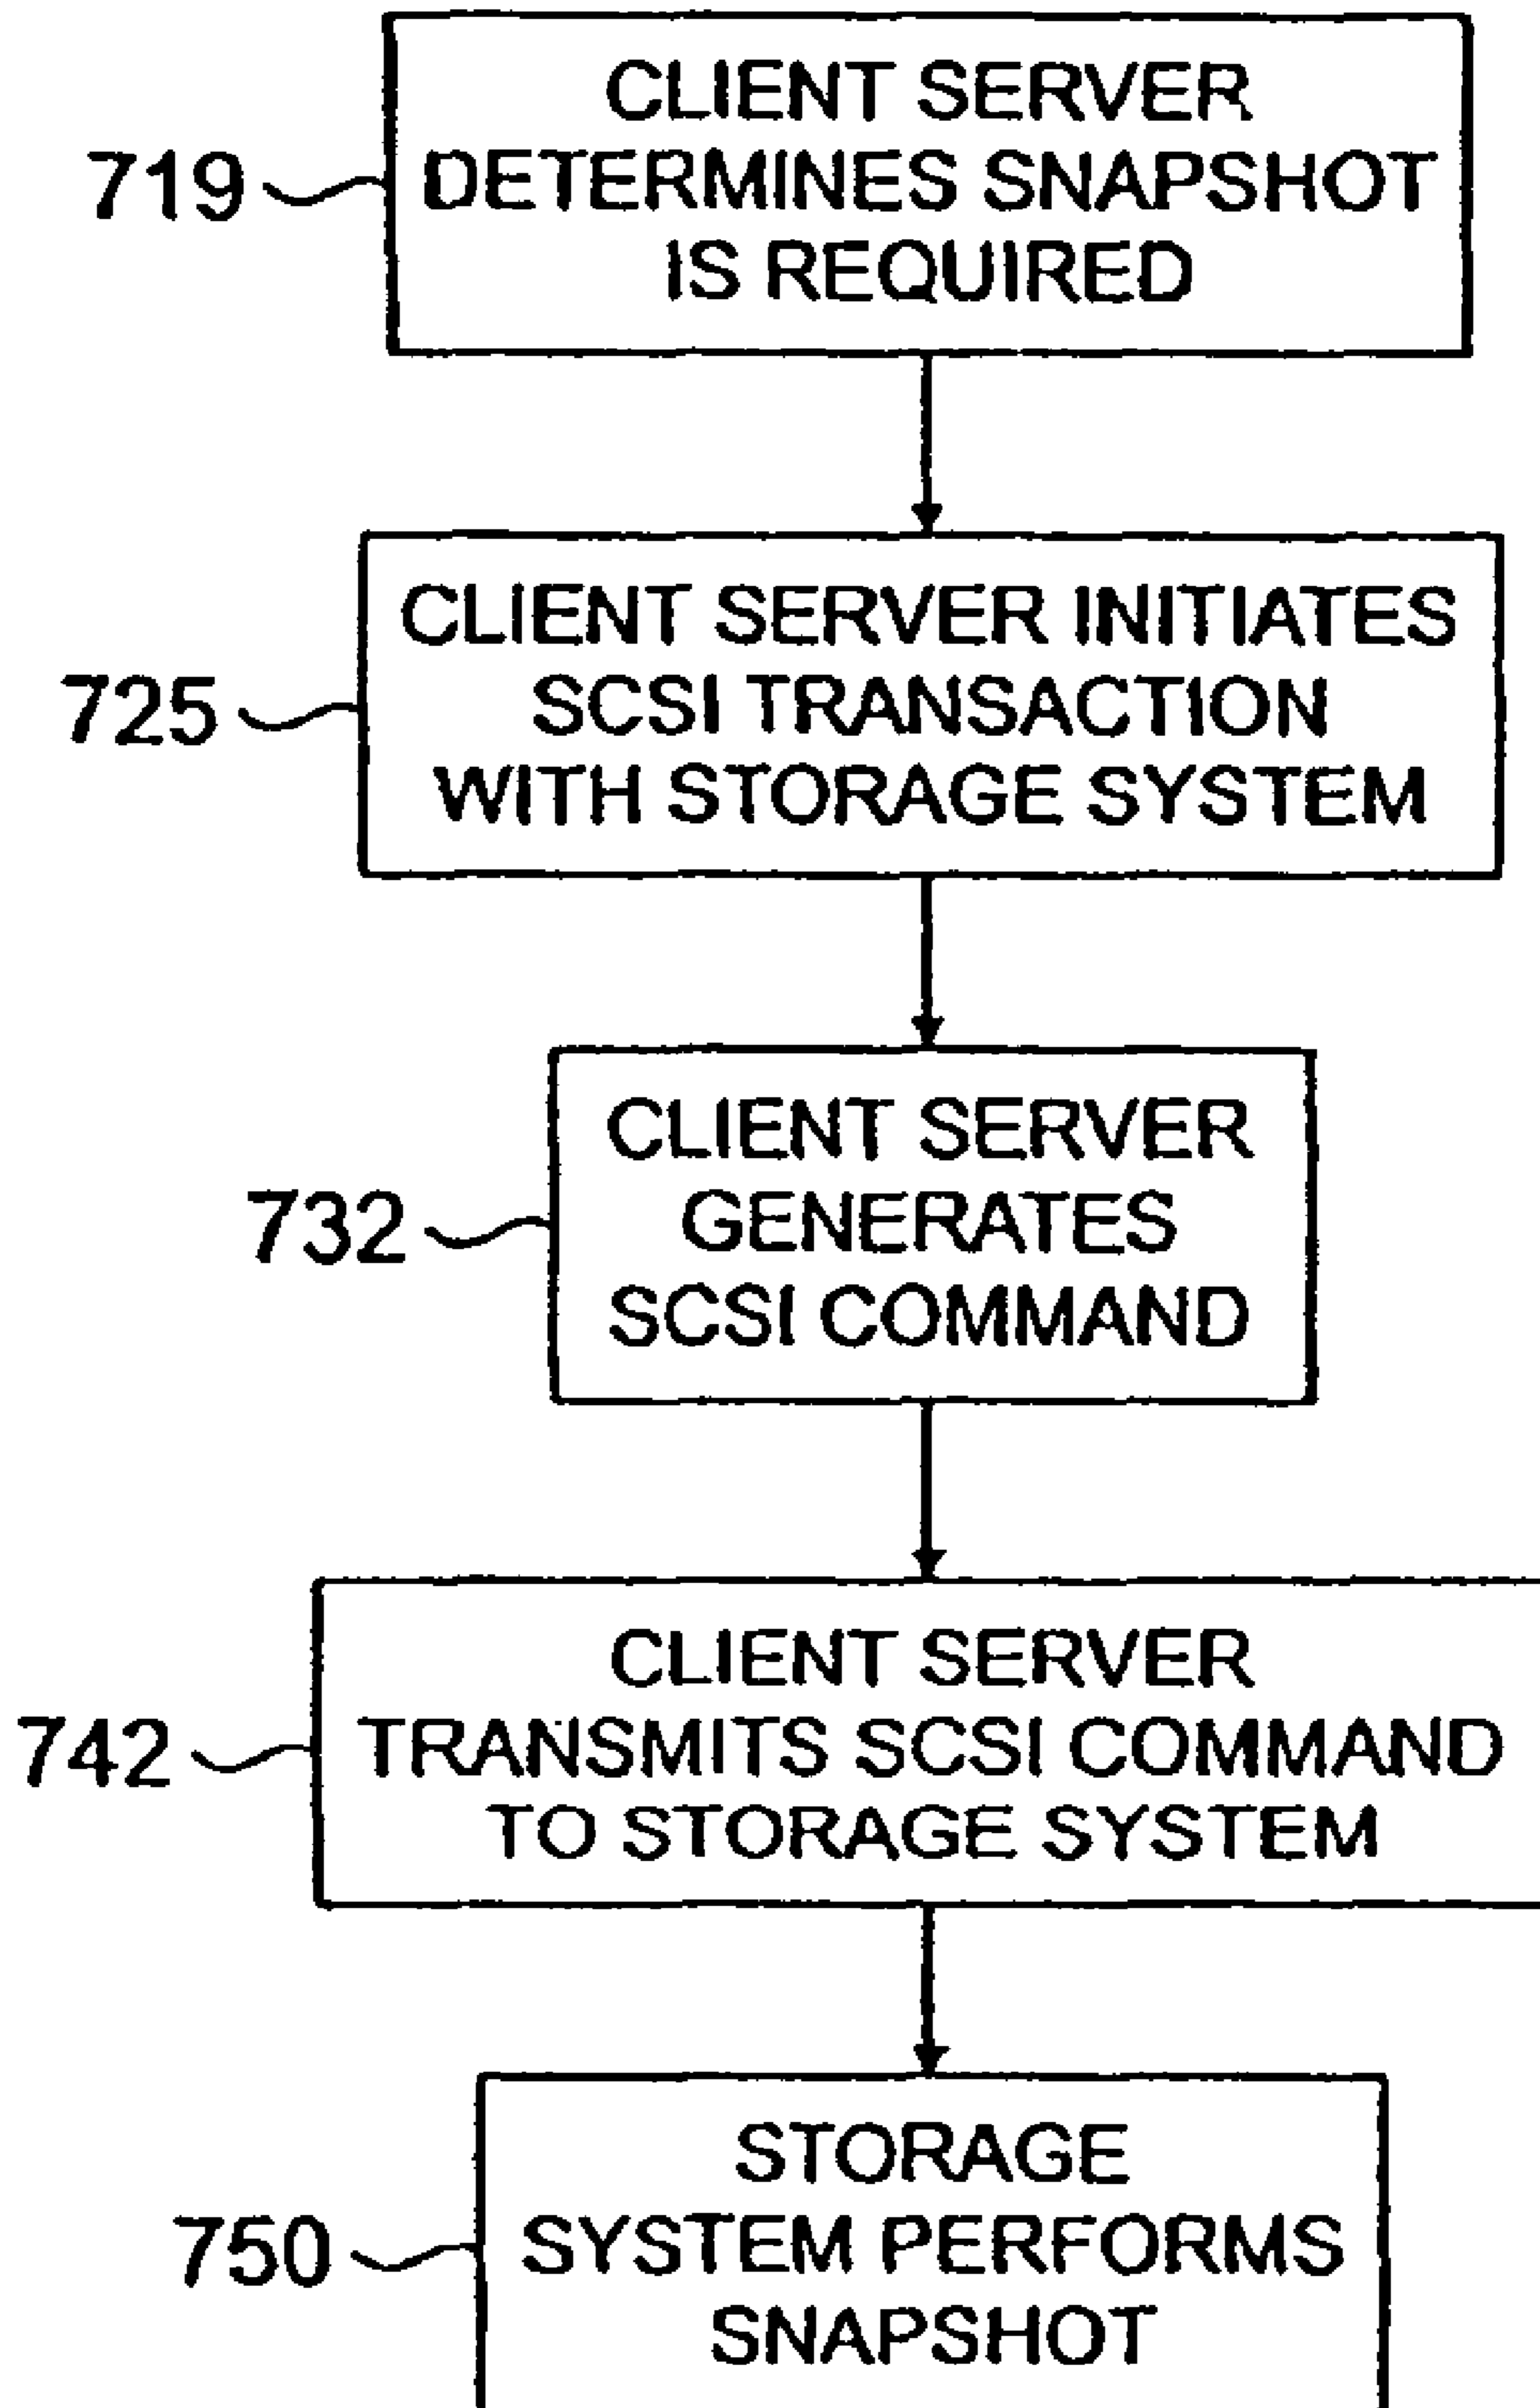 CLIENT SERVER
DETERMINES SNAPSHOT
IS REQUIRED
719
CLIENT SERVER INITIATES
SCSI TRANSACTION
WITH STORAGE SYSTEM
725
CLIENT SERVER
GENERATES
SCSI COMMAND
732
CLIENT SERVER
TRANSMITS SCSI COMMAND
TO STORAGE SYSTEM
742
STORAGE
SYSTEM PERFORMS
SNAPSHOT
750